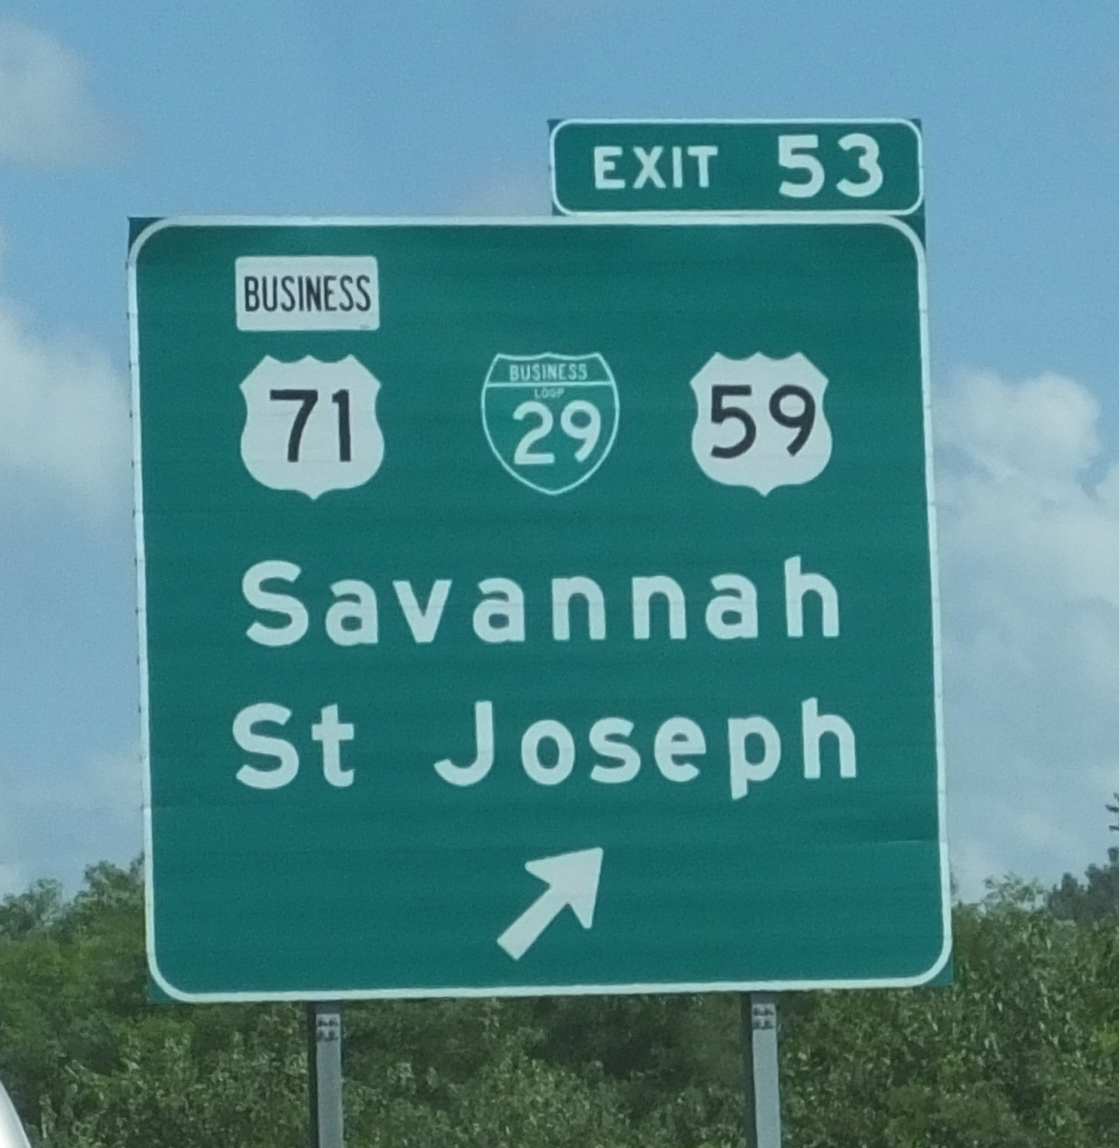 EXIT 53
BUSINESS
71
BUSINESS
LOOP
29
59
Savannah
St Joseph